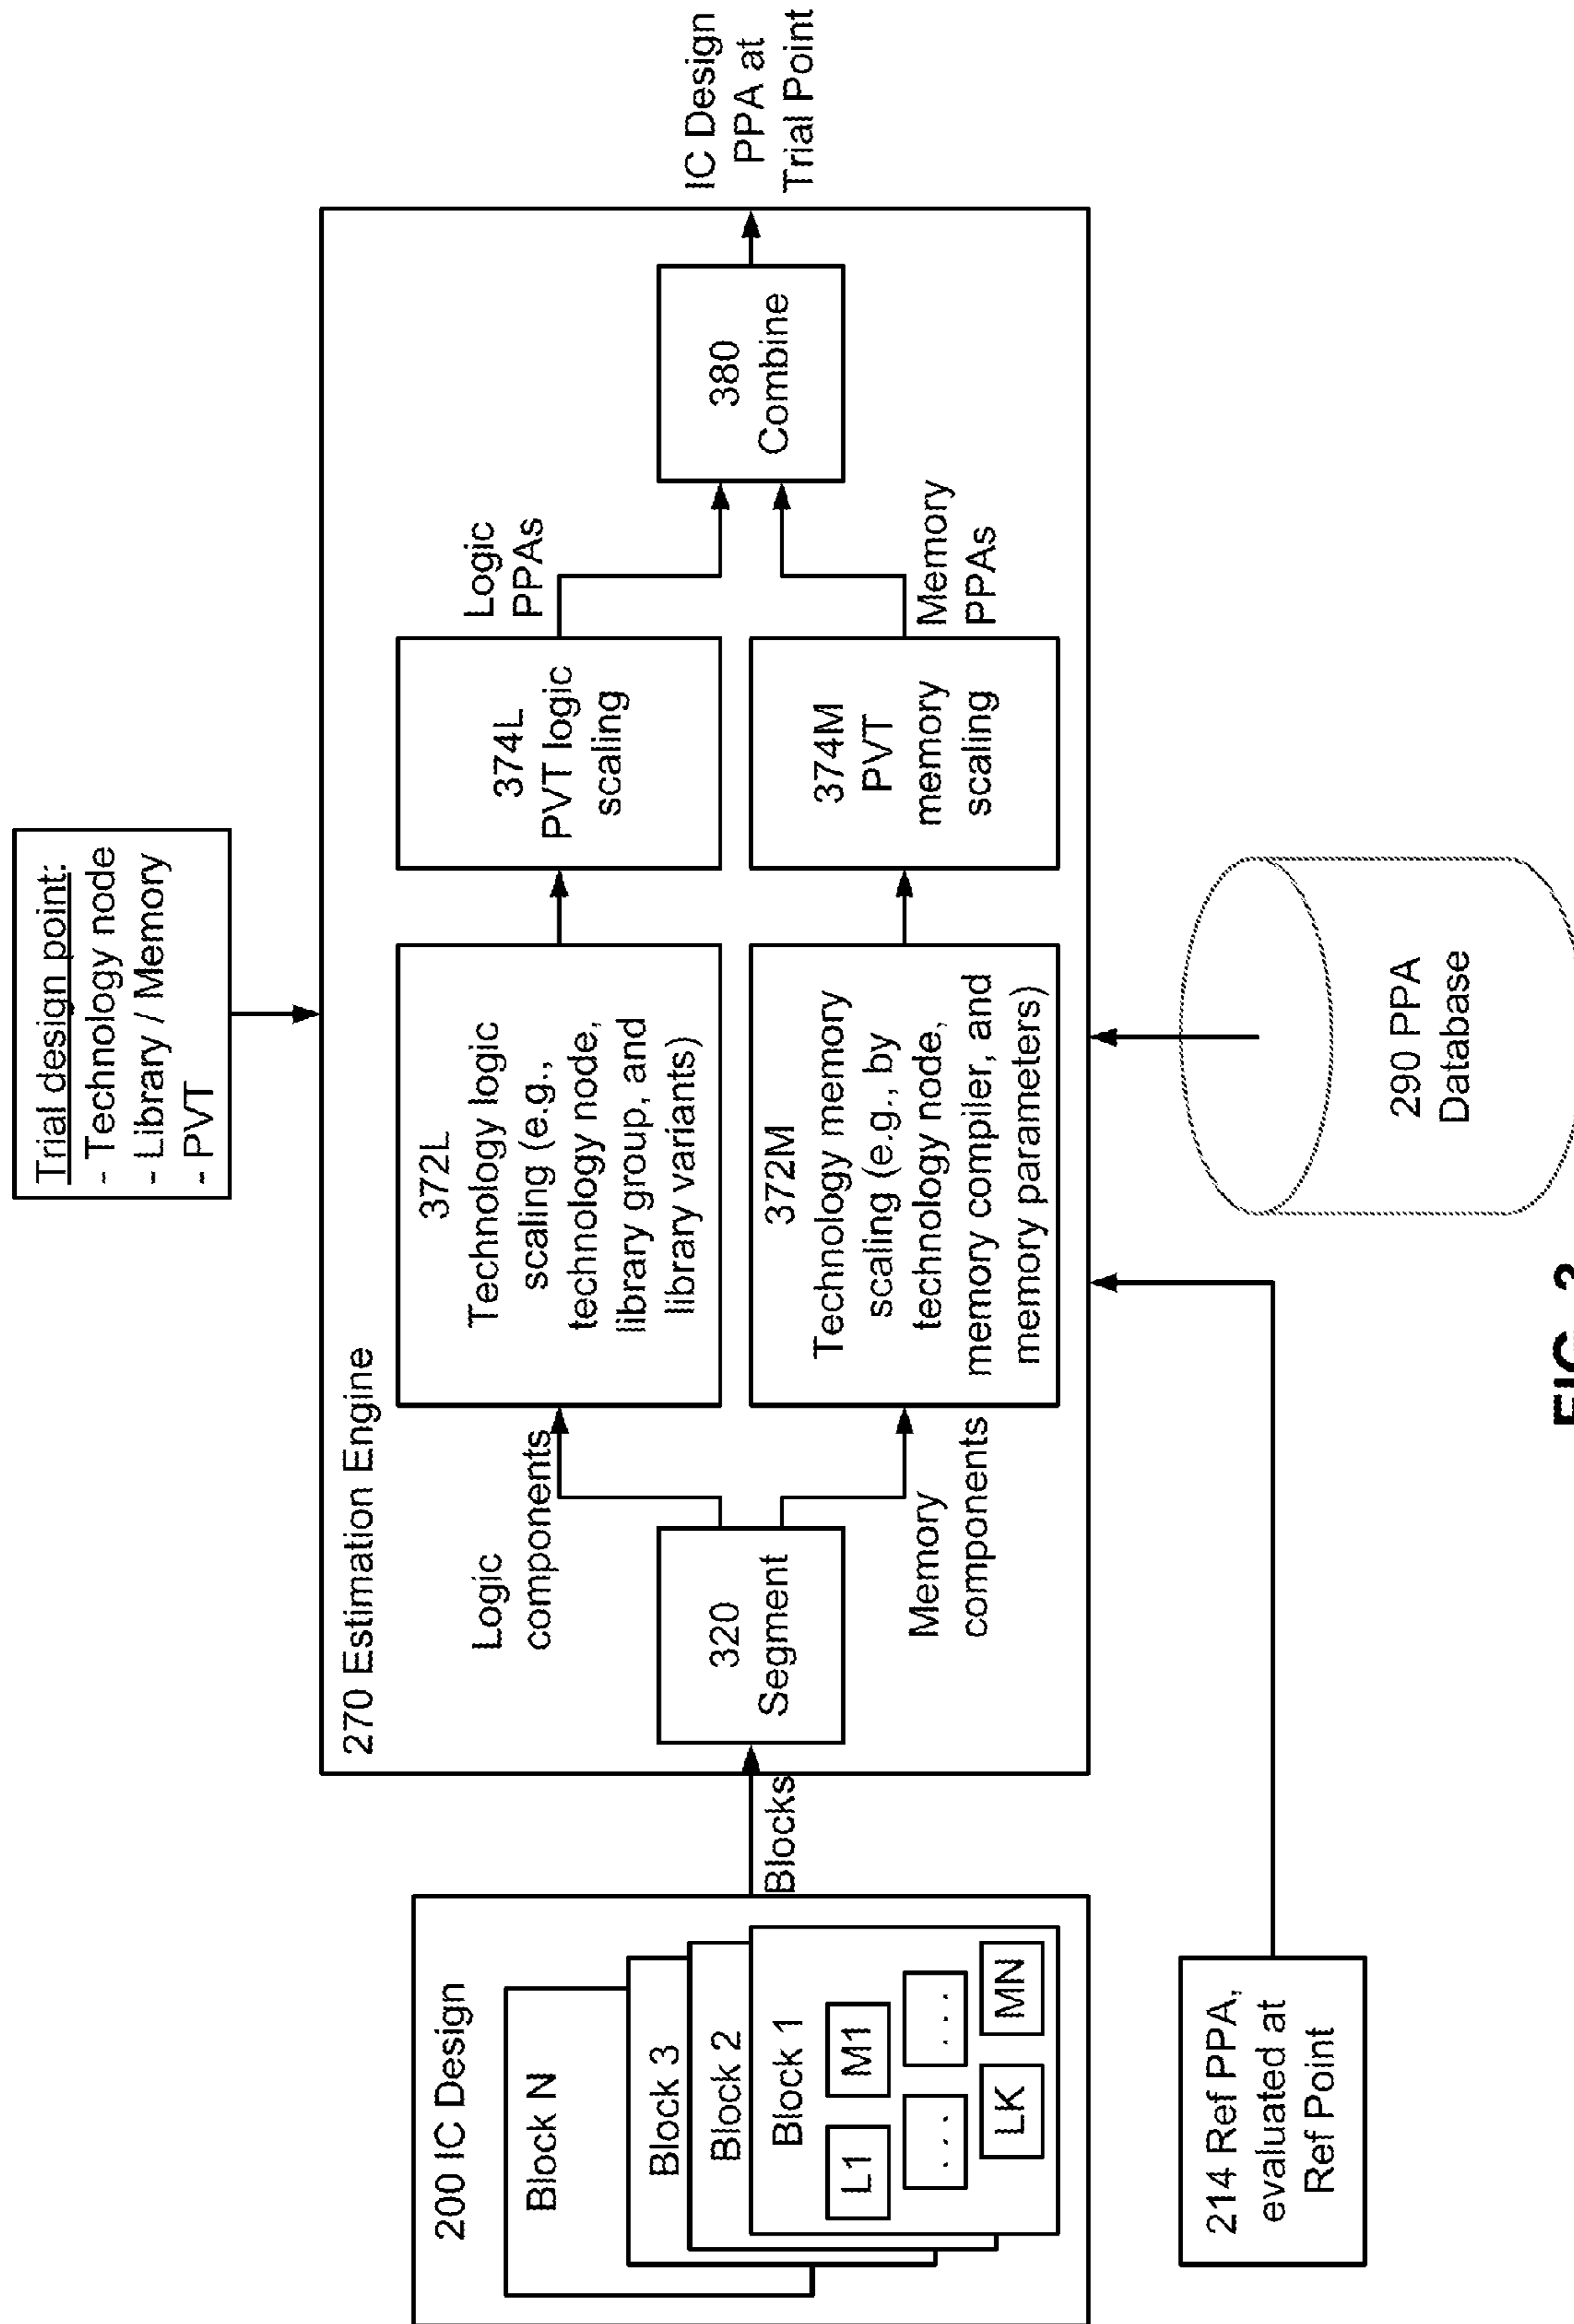 Trial design point:
- Technology node
- Library / Memory
- PVT
200 IC Design
Block N
Block 3
Block 2
Block 1
L1
M1
...
...
LK
MN
Blocks
270 Estimation Engine
320
Segment
Logic
components
Memory
components
372L
Technology logic
scaling (e.g.,
technology node,
library group, and
library variants)
372M
Technology memory
scaling (e.g., by
technology node,
memory compiler, and
memory parameters)
374L
PVT logic
scaling
374M
PVT
memory
scaling
Logic
PPAs
Memory
PPAs
380
Combine
IC Design
PPA at
Trial Point
214 Ref PPA,
evaluated at
Ref Point
290 PPA
Database